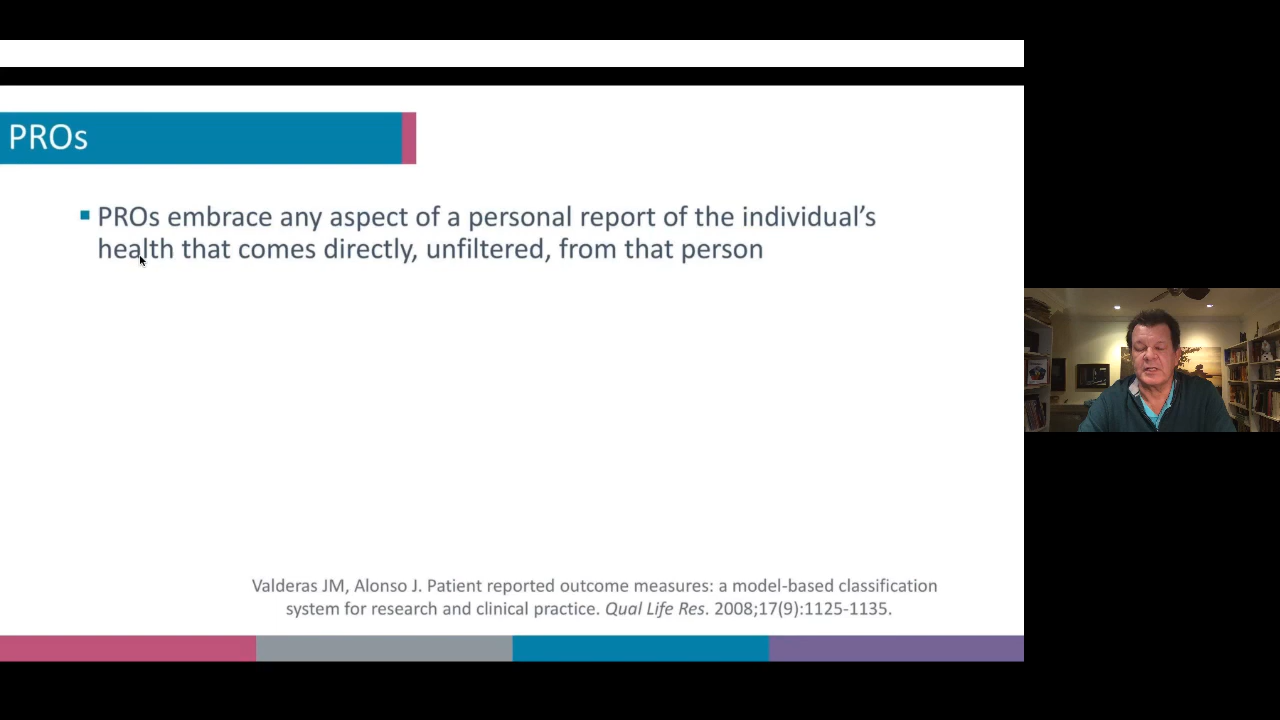 PROs
PROs embrace any aspect of a personal report of the individual’s
health that comes directly, unfiltered, from that person
Valderas JM, Alonso J. Patient reported outcome measures: a model-based classification
system for research and clinical practice. Qual Life Res. 2008;17(9):1125-1135.